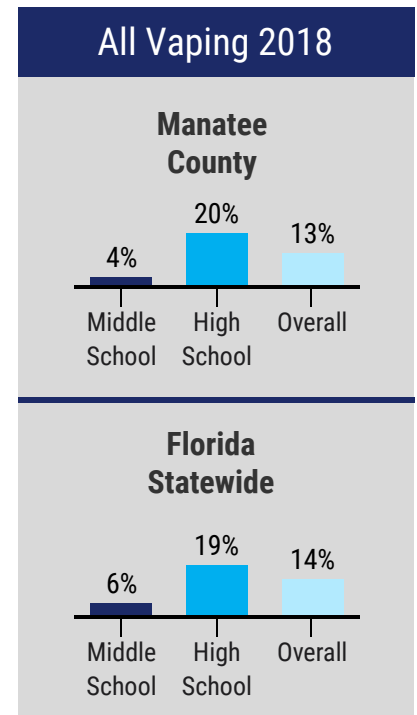 All Vaping 2018
Manatee
County
4%
20%
13%
Middle
School
High
School
Overall
Florida
Statewide
6%
19%
14%
Middle
School
High
School
Overall